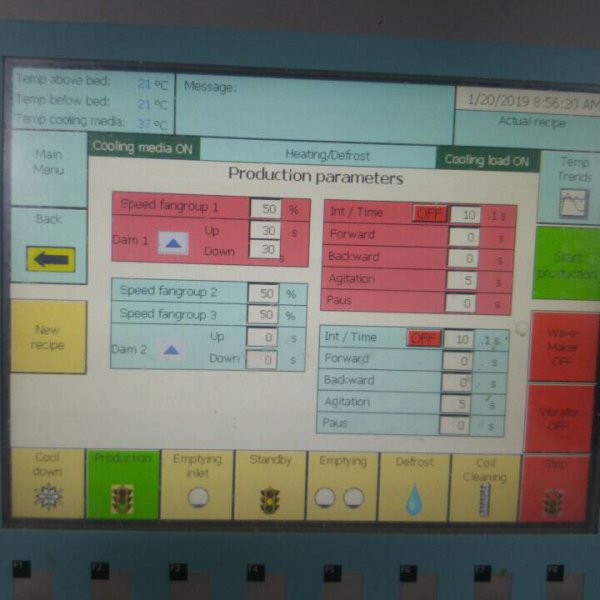 Temp above bed: 21 ºC
Temp below bed: 21 ºC
Temp cooling media: 37 ºC
Message:
1/20/2019 8:56:20 AM
Actual recipe
Main Menu
Cooling media ON
Heating/Defrost
Cooling load ON
Temp Trends
Production parameters
Back
Speed fangroup 1 50 %
Dam 1 Up 30 s
Down 30 s
Int / Time OFF 10 .1 s
Forward 0 s
Backward 0 s
Agitation 5 s
Paus 0 s
Start production
New recipe
Speed fangroup 2 50 %
Speed fangroup 3 50 %
Dam 2 Up 0 s
Down 0 s
Int / Time OFF 10 .1 s
Forward 0 s
Backward 0 s
Agitation 5 s
Paus 0 s
Wave-
Maker
OFF
Vibrator
OFF
Cool down
Production
Emptying inlet
Standby
Emptying
Defrost
Coil Cleaning
Stop
F1 F2 F3 F4 F5 F6 F7 F8